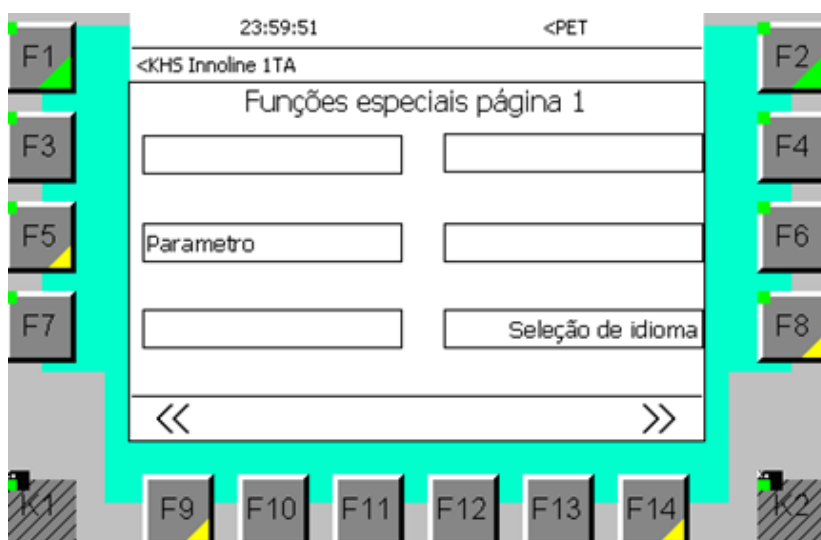 23:59:51 <PET
F1 F2
<KHS Innoline 1TA
Funções especiais página 1
F3 F4
F5 Parametro F6
F7 Seleção de idioma F8
<< >>
K1 F9 F10 F11 F12 F13 F14 K2